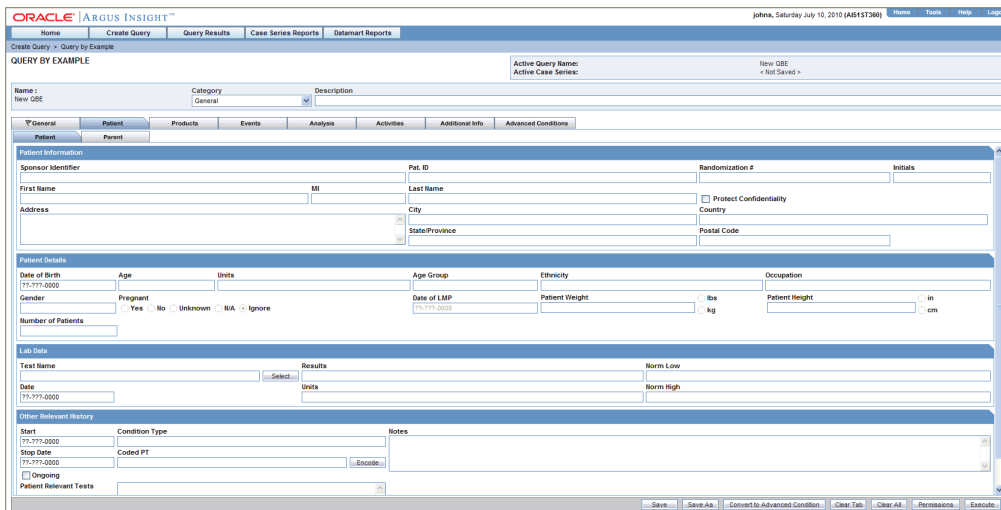 ORACLE® ARGUS INSIGHT™
johns, Saturday July 10, 2010 (AI51ST360) Home Tools Help
Home Create Query Query Results Case Series Reports Datamart Reports
Create Query > Query by Example
QUERY BY EXAMPLE
Active Query Name: New QBE
Active Case Series: < Not Saved >
Name : Category Description
New QBE General
General Patient Products Events Analysis Activities Additional Info Advanced Conditions
Patient Parent
Patient Information
Sponsor Identifier Pat. ID Randomization # Initials
First Name MI Last Name Protect Confidentiality
Address City Country
State/Province Postal Code
Patient Details
Date of Birth Age Units Age Group Ethnicity Occupation
??-???-0000
Gender Pregnant Date of LMP Patient Weight lbs Patient Height in
Yes No Unknown N/A Ignore ??-???-0000 kg cm
Number of Patients
Lab Data
Test Name Results Norm Low
Select
Date Units Norm High
??-???-0000
Other Relevant History
Start Condition Type Notes
??-???-0000
Stop Date Coded PT
??-???-0000 Encode
Ongoing
Patient Relevant Tests
Save Save As Convert to Advanced Condition Clear Tab Clear All Permissions Execute